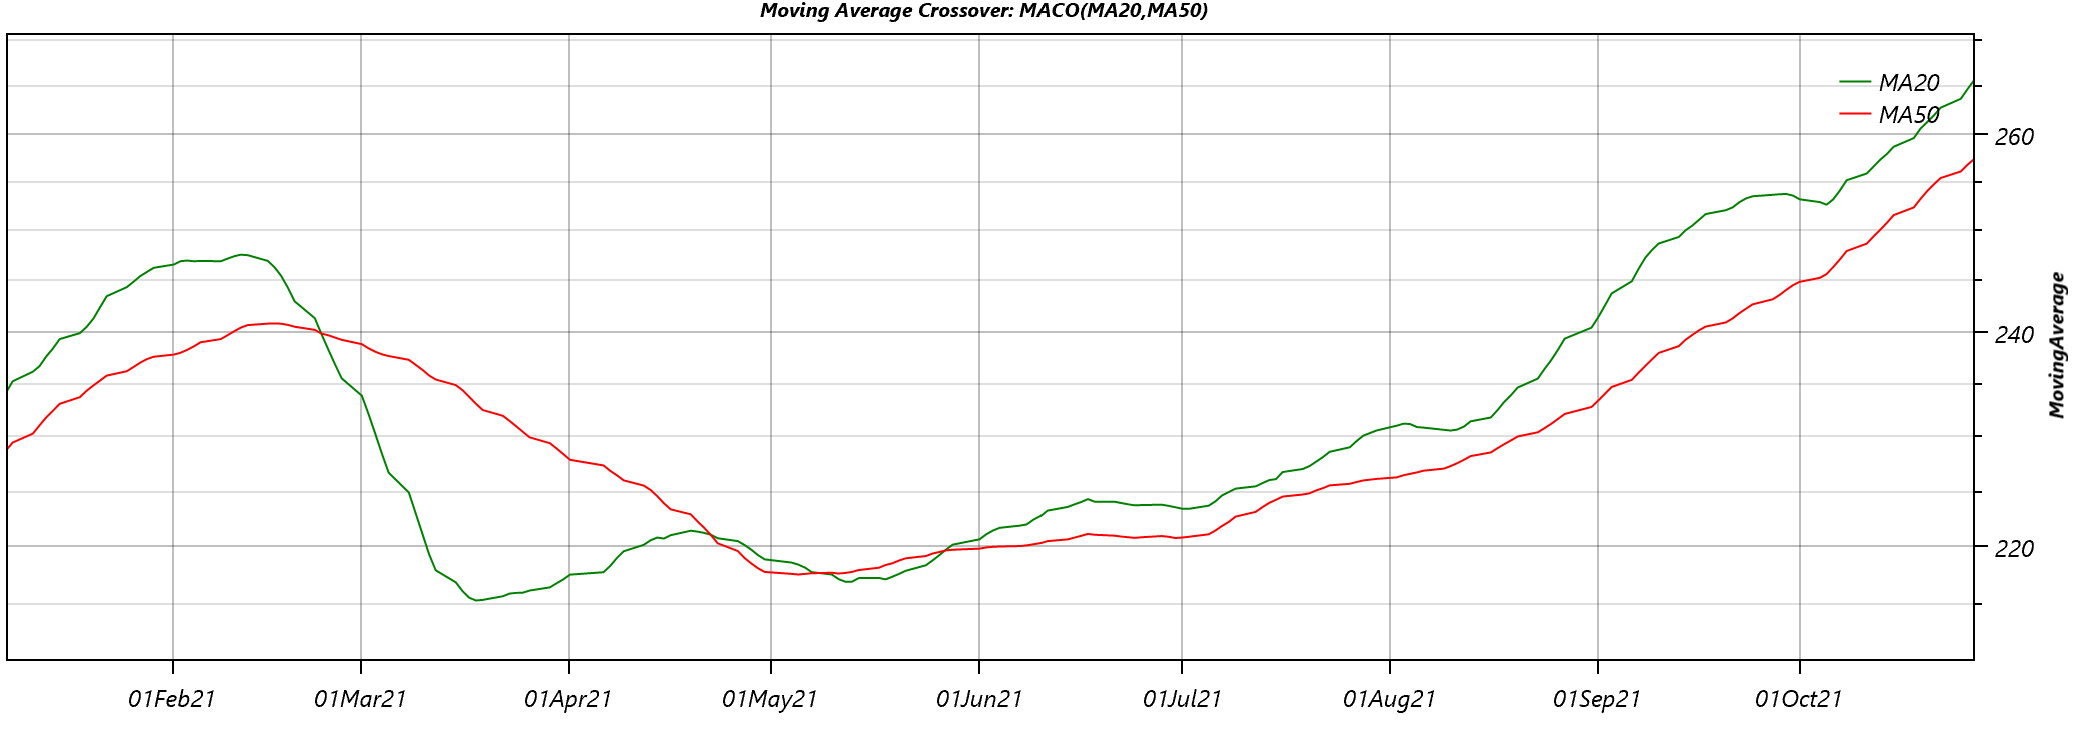 Moving Average Crossover: MACO(MA20,MA50)
MA20
MA50
260
240
220
MovingAverage
01Feb21 01Mar21 01Apr21 01May21 01Jun21 01Jul21 01Aug21 01Sep21 01Oct21